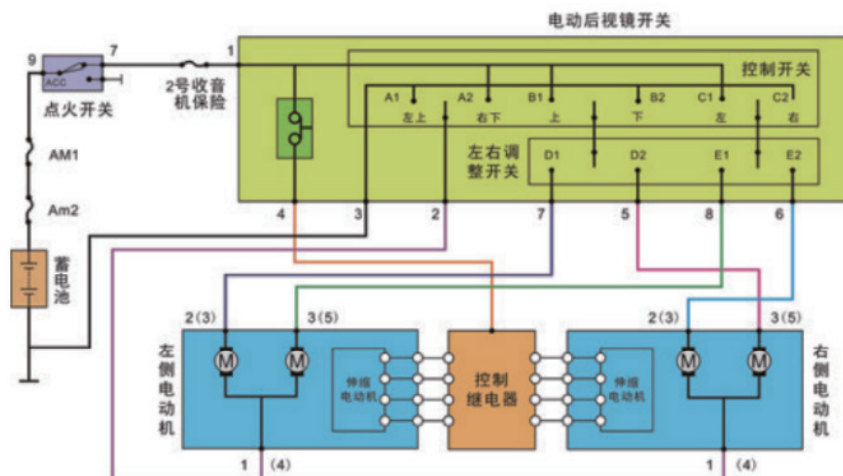 电动后视镜开关
9
7
1
ACC
点火开关
2号收音
机保险
控制开关
A1
A2
B1
B2
C1
C2
左上
右下
上
下
左
右
左右调
整开关
D1
D2
E1
E2
AM1
Am2
蓄电池
4
3
2
7
5
8
6
2(3)
3(5)
2(3)
3(5)
左侧电动机
M
M
伸缩
电动机
控制
继电器
伸缩
电动机
M
M
右侧电动机
1
(4)
1
(4)